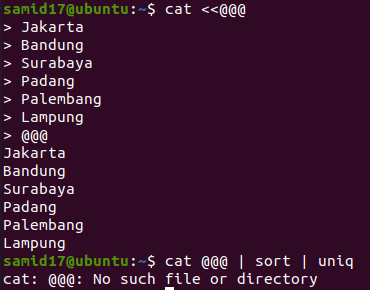 samid17@ubuntu:~$ cat <<@@@
> Jakarta
> Bandung
> Surabaya
> Padang
> Palembang
> Lampung
> @@@
Jakarta
Bandung
Surabaya
Padang
Palembang
Lampung
samid17@ubuntu:~$ cat @@@ | sort | uniq
cat: @@@: No such file or directory